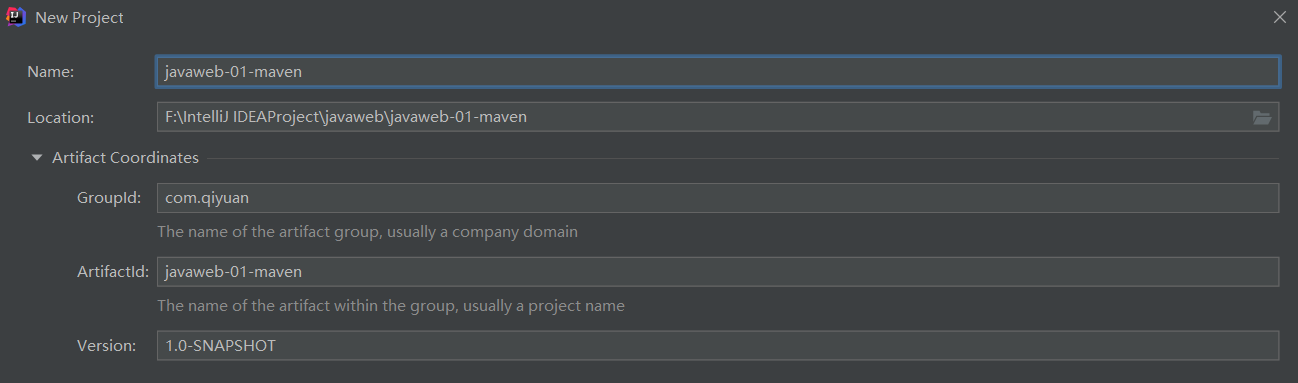 New Project
Name: javaweb-01-maven
Location: F:\IntelliJ IDEAProject\javaweb\javaweb-01-maven
Artifact Coordinates
GroupId: com.qiyuan
The name of the artifact group, usually a company domain
ArtifactId: javaweb-01-maven
The name of the artifact within the group, usually a project name
Version: 1.0-SNAPSHOT